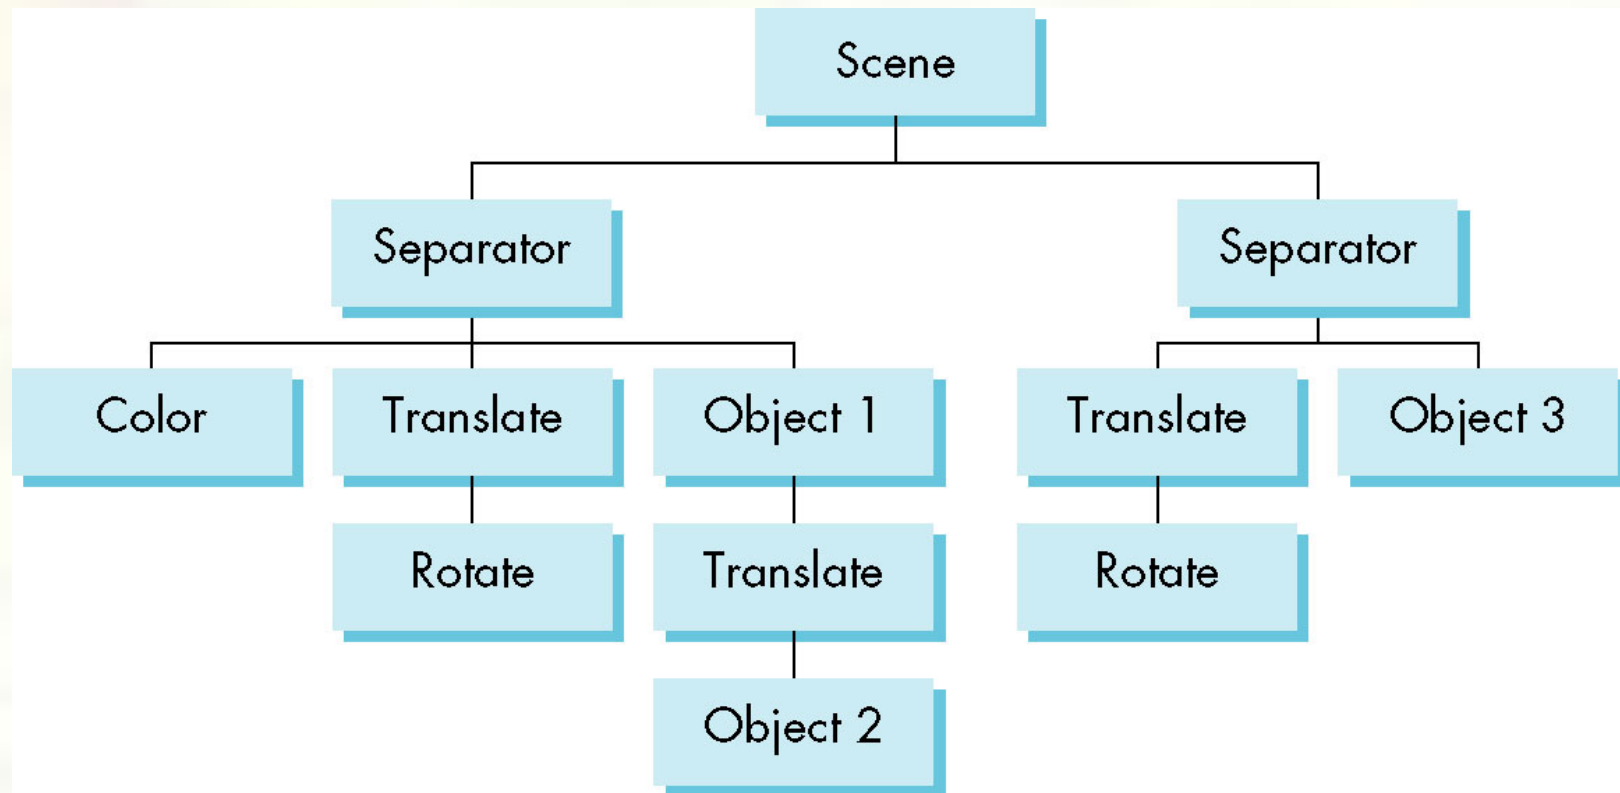 Scene
Separator
Separator
Color
Translate
Object 1
Translate
Object 3
Rotate
Translate
Rotate
Object 2